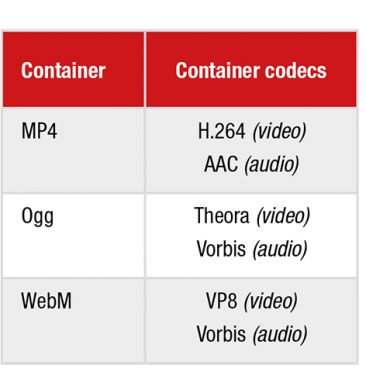 Container Container codecs
MP4 H.264 (video)
AAC (audio)
Ogg Theora (video)
Vorbis (audio)
WebM VP8 (video)
Vorbis (audio)